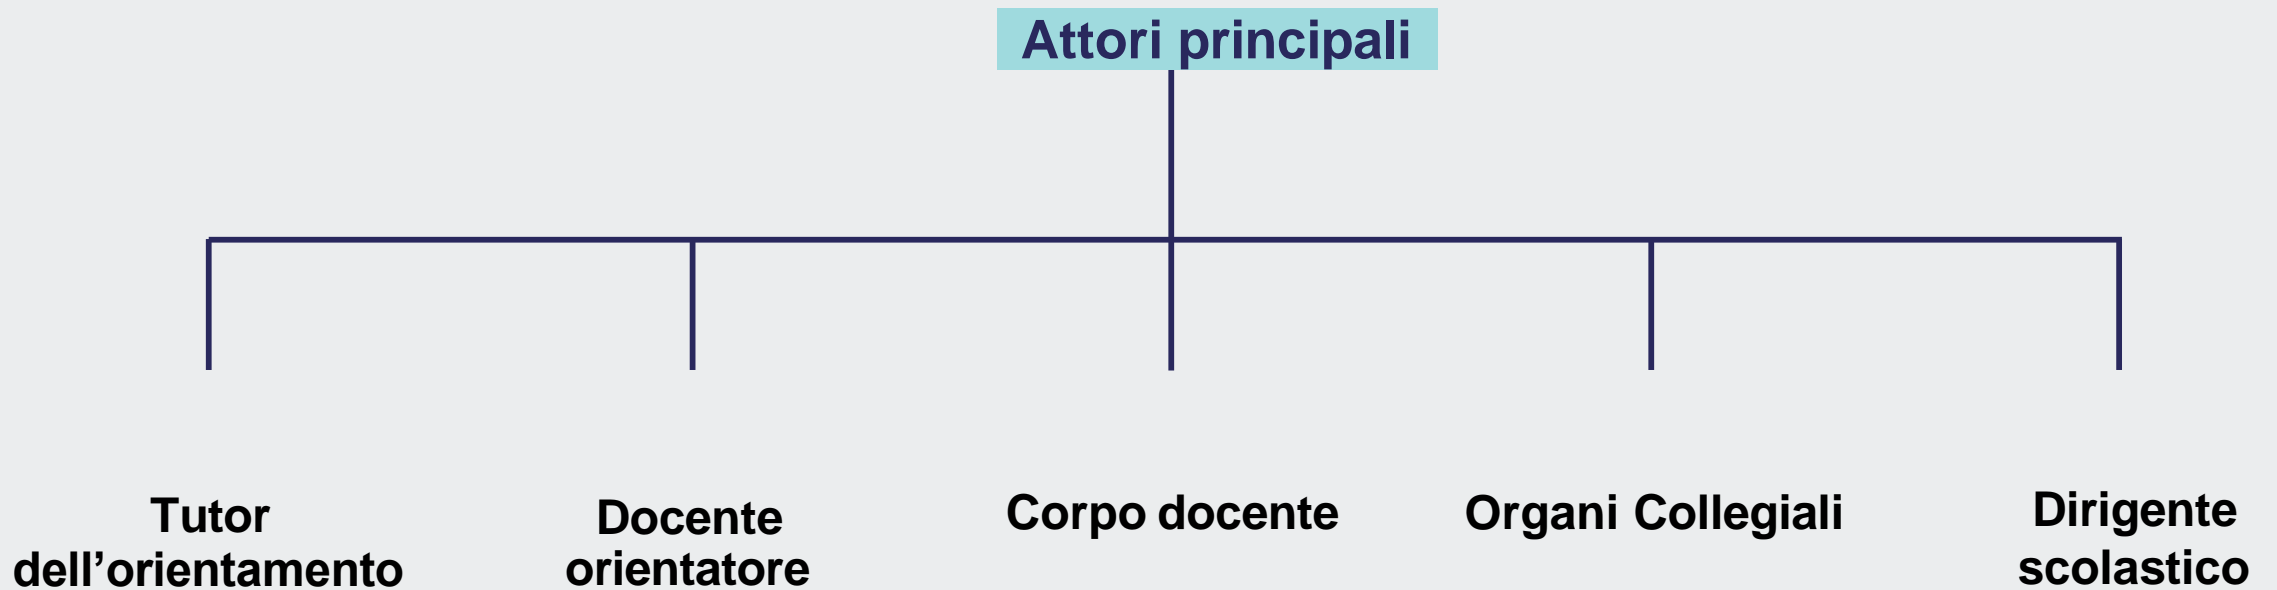 Attori principali
Tutor
dell’orientamento
Docente
orientatore
Corpo docente
Organi Collegiali
Dirigente
scolastico